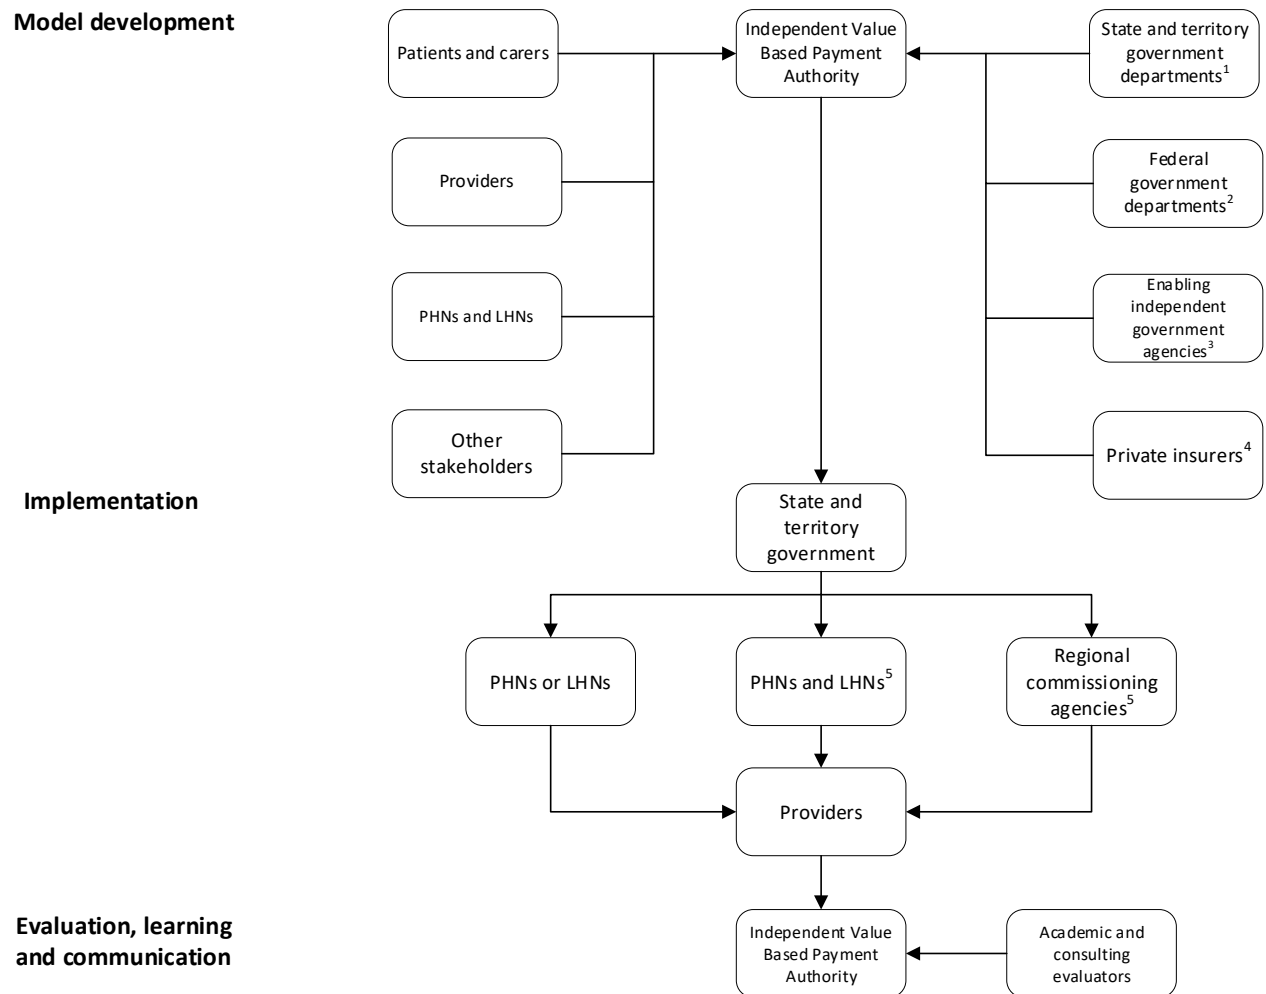 Model development
Patients and carers
Independent Value
Based Payment
Authority
State and territory
government
departments¹
Providers
Federal
government
departments²
PHNs and LHNs
Enabling
independent
government
agencies³
Other
stakeholders
Private insurers⁴
Implementation
State and
territory
government
PHNs or LHNs
PHNs and LHNs⁵
Regional
commissioning
agencies⁵
Providers
Evaluation, learning
and communication
Independent Value
Based Payment
Authority
Academic and
consulting
evaluators